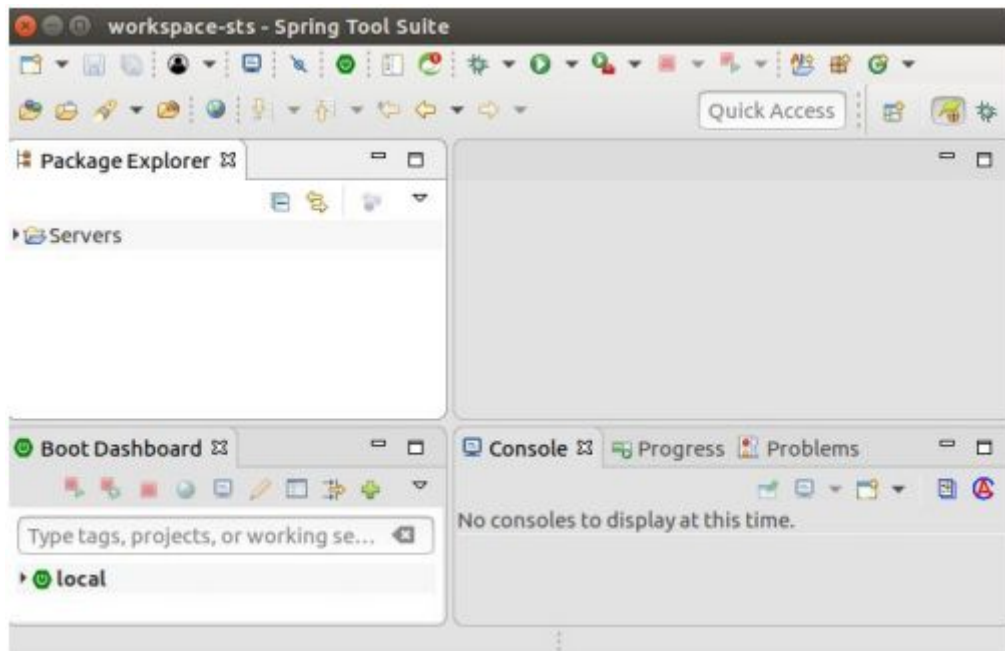 workspace-sts - Spring Tool Suite
Quick Access
Package Explorer
Servers
Boot Dashboard
Type tags, projects, or working se...
local
Console Progress Problems
No consoles to display at this time.